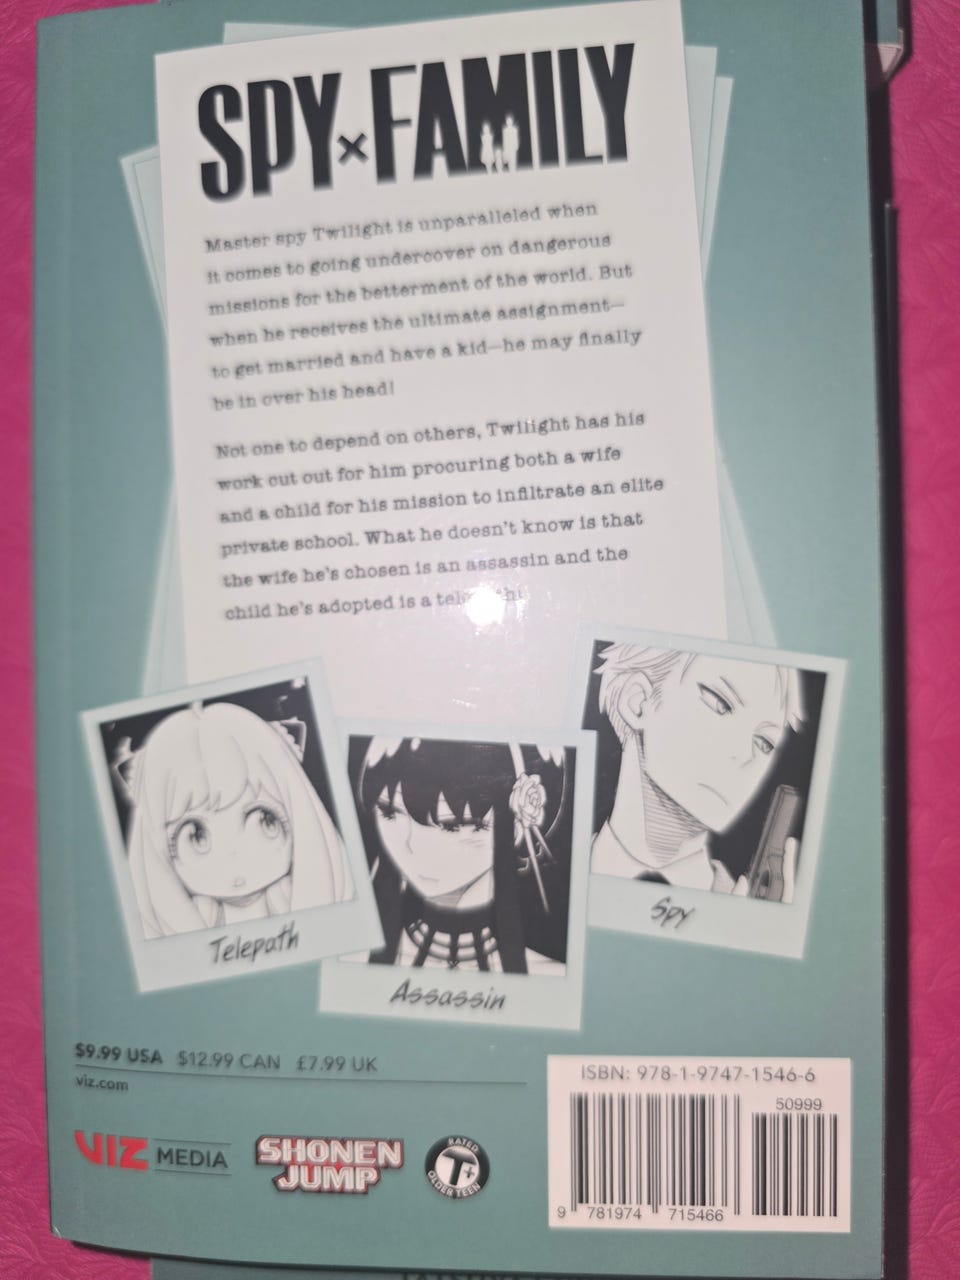 SPY×FAMILY
Master spy Twilight is unparalleled when
it comes to going undercover on dangerous
missions for the betterment of the world. But
when he receives the ultimate assignment—
to get married and have a kid—he may finally
be in over his head!
Not one to depend on others, Twilight has his
work cut out for him procuring both a wife
and a child for his mission to infiltrate an elite
private school. What he doesn't know is that
the wife he's chosen is an assassin and the
child he's adopted is a
Telepath
Assassin
Spy
$9.99 USA $12.99 CAN £7.99 UK
viz.com
VIZ MEDIA
SHONEN
JUMP
RATED
T+
OLDER TEEN
ISBN: 978-1-9747-1546-6
50999
9 781974 715466